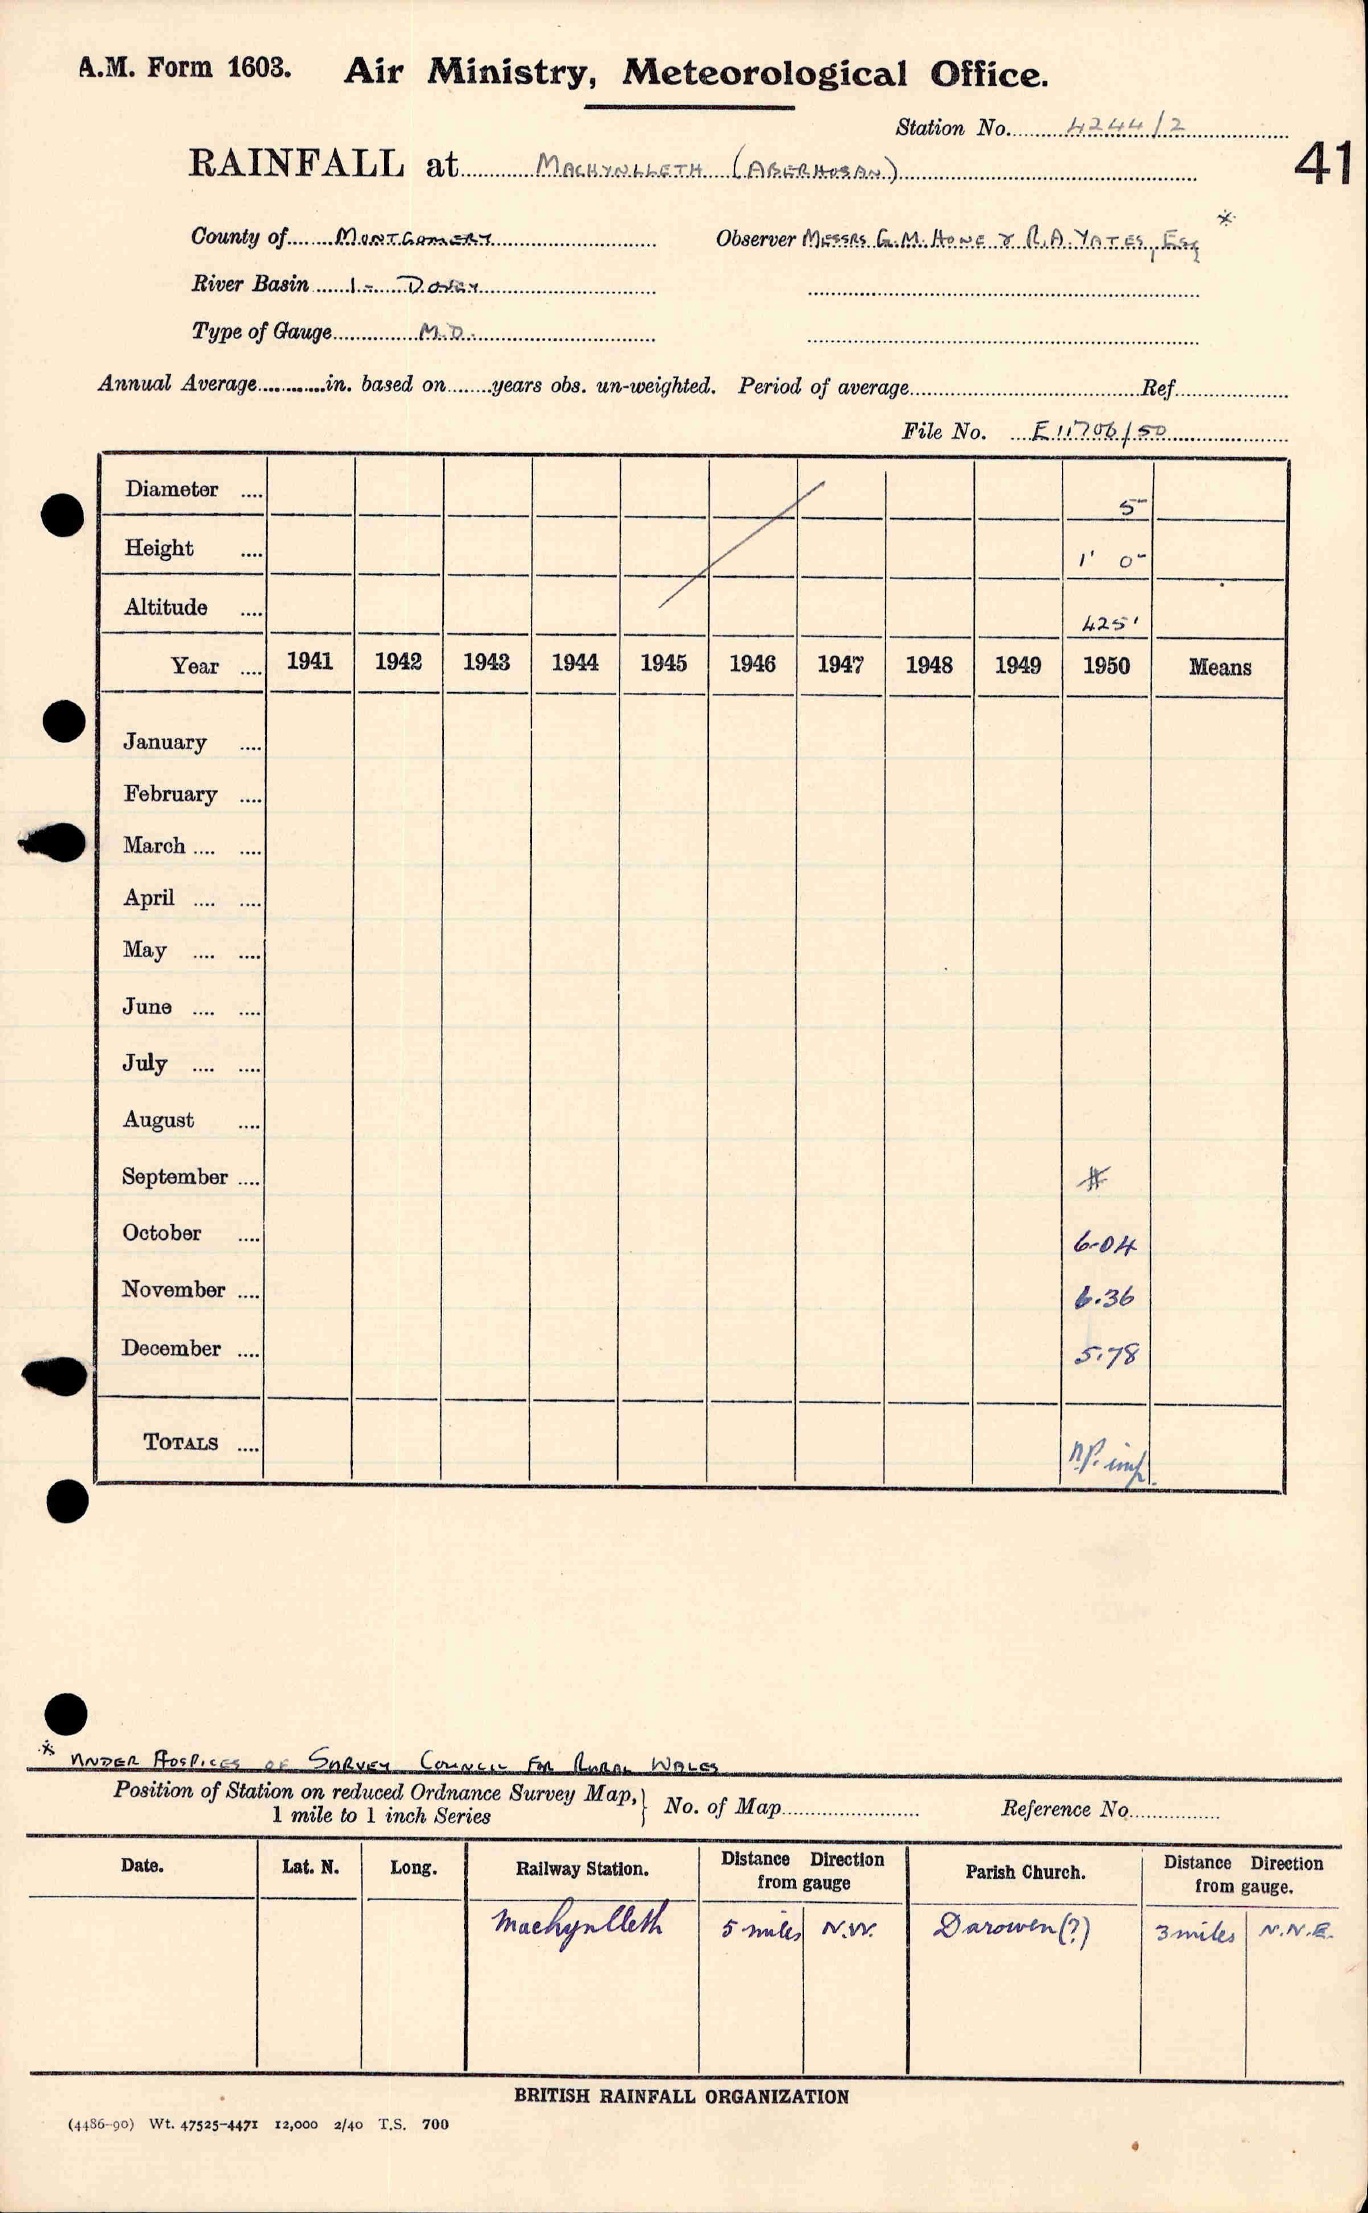 A.M. Form 1603. Air Ministry, Meteorological Office.
Station No. 4244/2
41
RAINFALL at MACHYNLLETH (ABERHOSAN)
County of MONTGOMERY Observer MESSRS G.M. HOWE & R.A. YATES, ESQ *
River Basin 1 - DOVEY
Type of Gauge M.O.
Annual Average in. based on years obs. un-weighted. Period of average Ref.
File No. E11706/50
Diameter .... 5"
Height .... 1' 0"
Altitude .... 425'
Year .... 1941 1942 1943 1944 1945 1946 1947 1948 1949 1950 Means
January ....
February ....
March .... ....
April .... ....
May .... ....
June .... ....
July .... ....
August ....
September .... #
October .... 6.04
November .... 6.36
December .... 5.78
TOTALS .... n.P. imp.
* UNDER HOSPICES OF SURVEY COUNCIL FOR RURAL WALES
Position of Station on reduced Ordnance Survey Map, } No. of Map Reference No.
1 mile to 1 inch Series
Date. Lat. N. Long. Railway Station. Distance Direction from gauge Parish Church. Distance Direction from gauge.
Machynlleth 5 miles N.W. Darowen(?) 3 miles N.N.E.
BRITISH RAINFALL ORGANIZATION
(4486-90) Wt. 47525-4471 12,000 2/40 T.S. 700